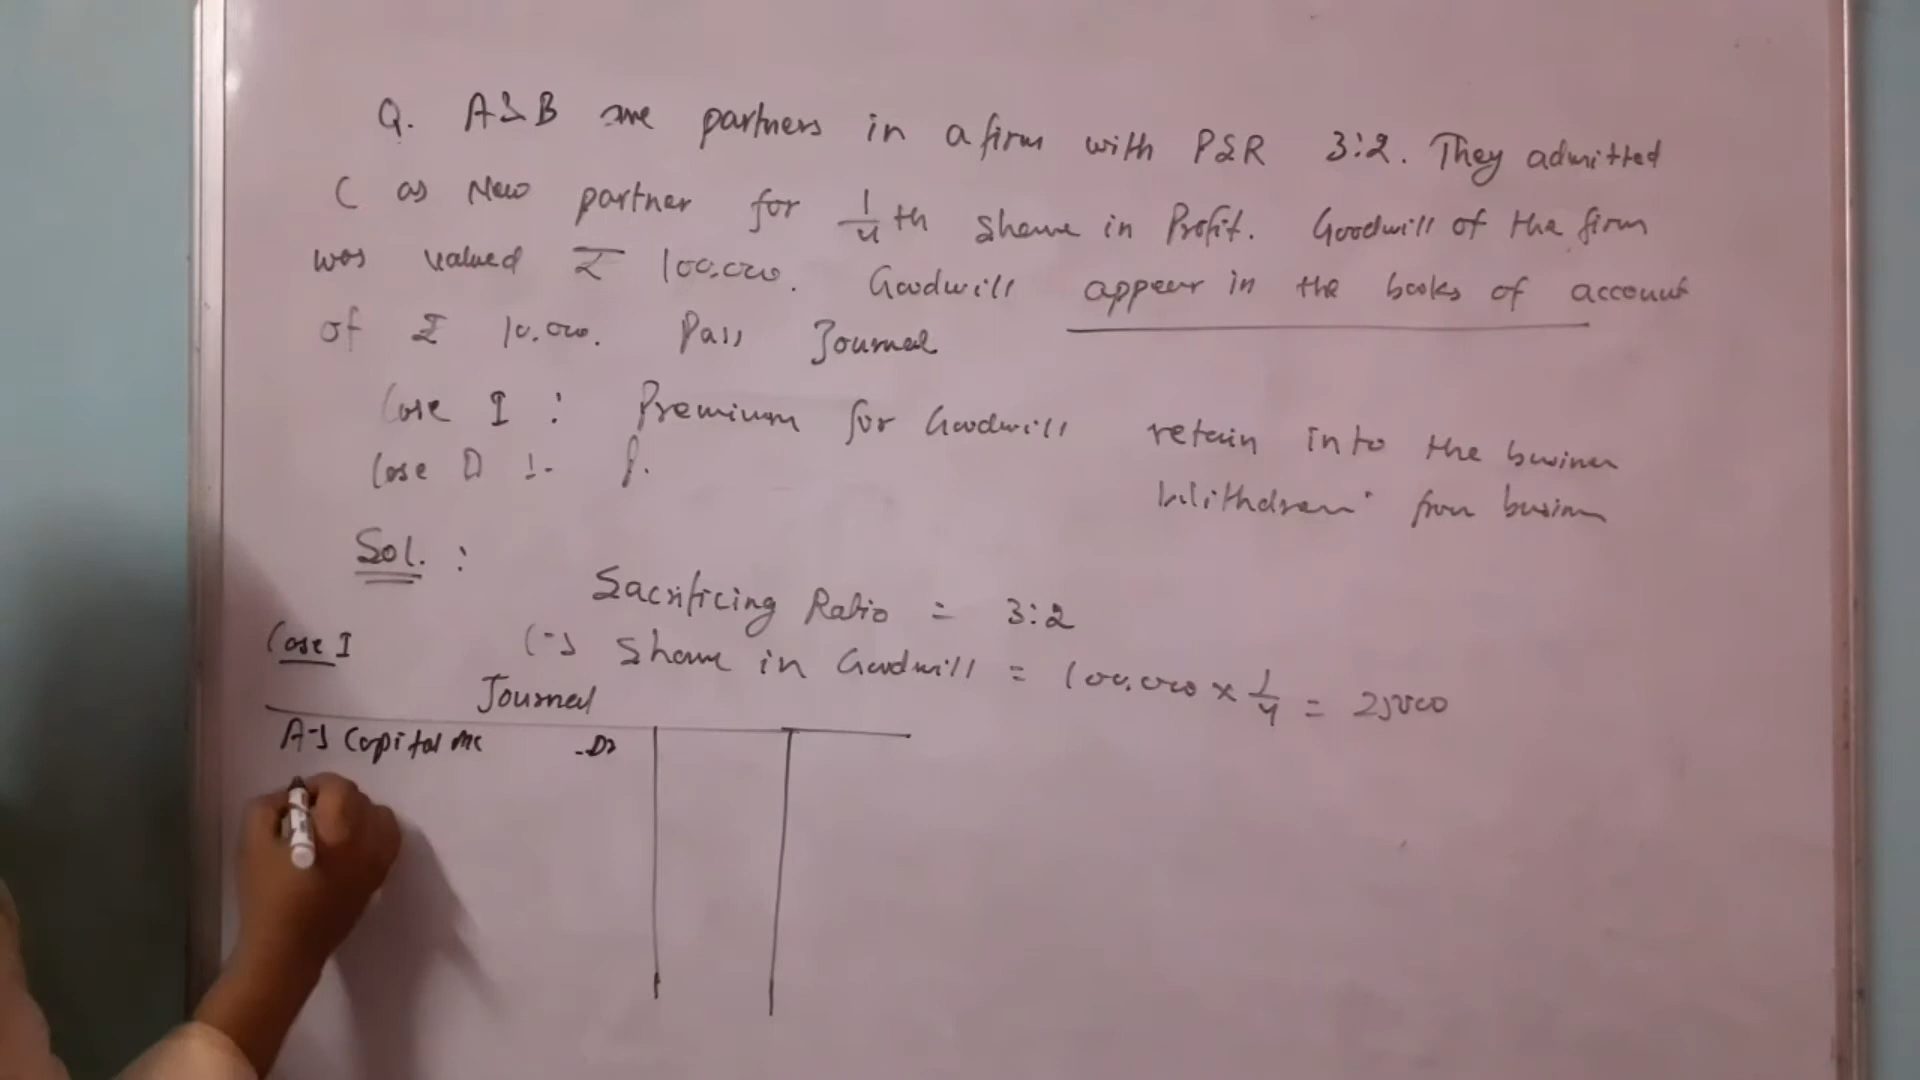 Q. A & B are partners in a firm with PSR 3:2. They admitted
C as New partner for 1/4 th share in Profit. Goodwill of the firm
was valued ₹ 100,000. Goodwill appear in the books of account
of ₹ 10,000. Pass Journal
Case I : Premium for Goodwill retain into the business
Case II :- Withdrawn from business
Sol. :
Sacrificing Ratio = 3:2
C's Share in Goodwill = 100,000 × 1/4 = 25000
Case I
Journal
A's Capital A/c - Dr